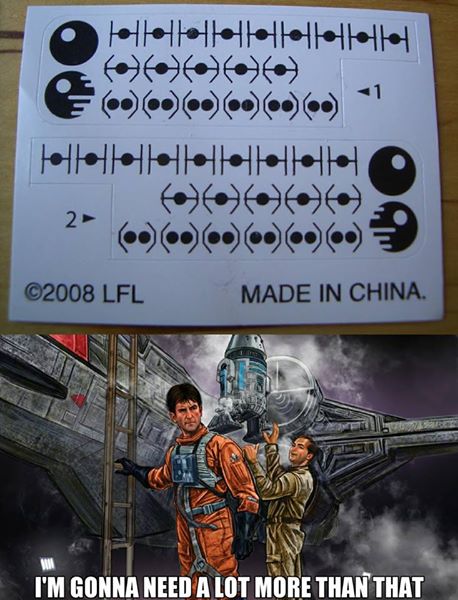 ◄1
2►
©2008 LFL
MADE IN CHINA.
I'M GONNA NEED A LOT MORE THAN THAT